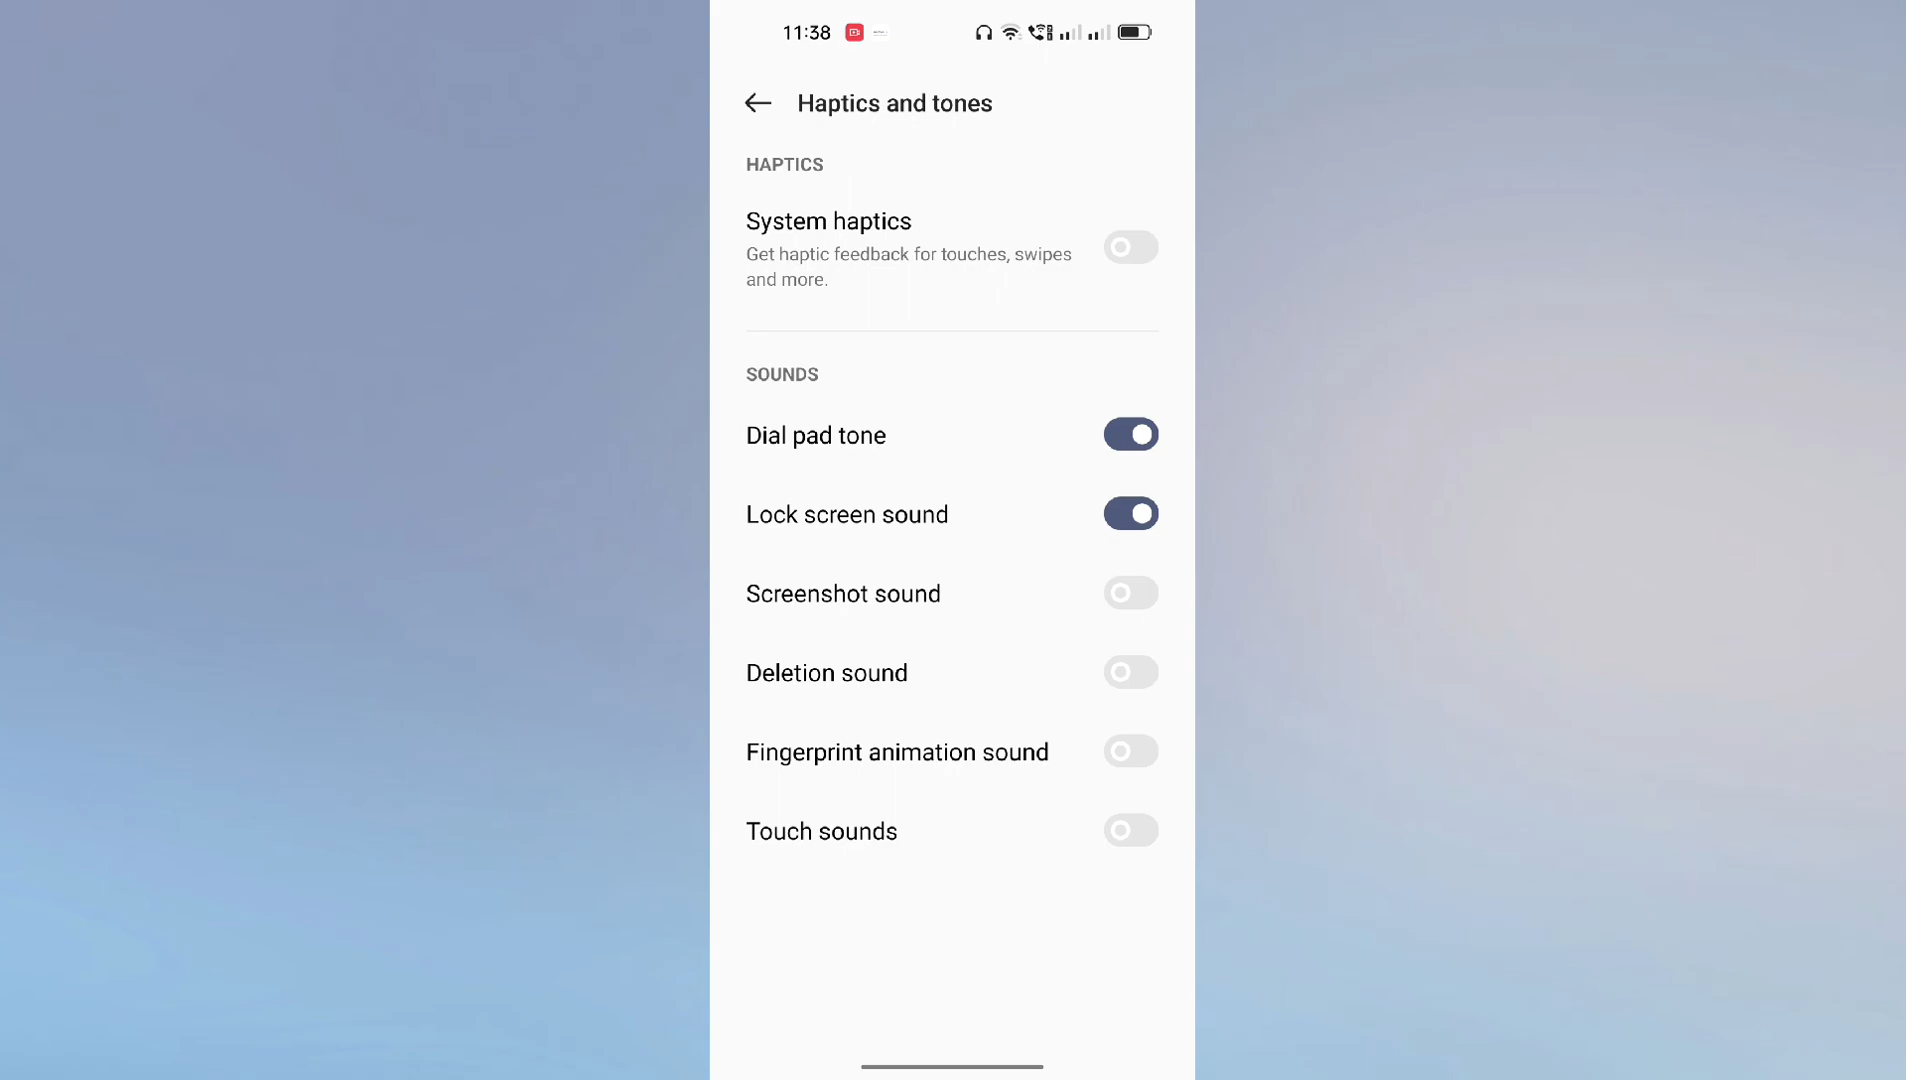 11:38
Haptics and tones
HAPTICS
System haptics
Get haptic feedback for touches, swipes
and more.
SOUNDS
Dial pad tone
Lock screen sound
Screenshot sound
Deletion sound
Fingerprint animation sound
Touch sounds